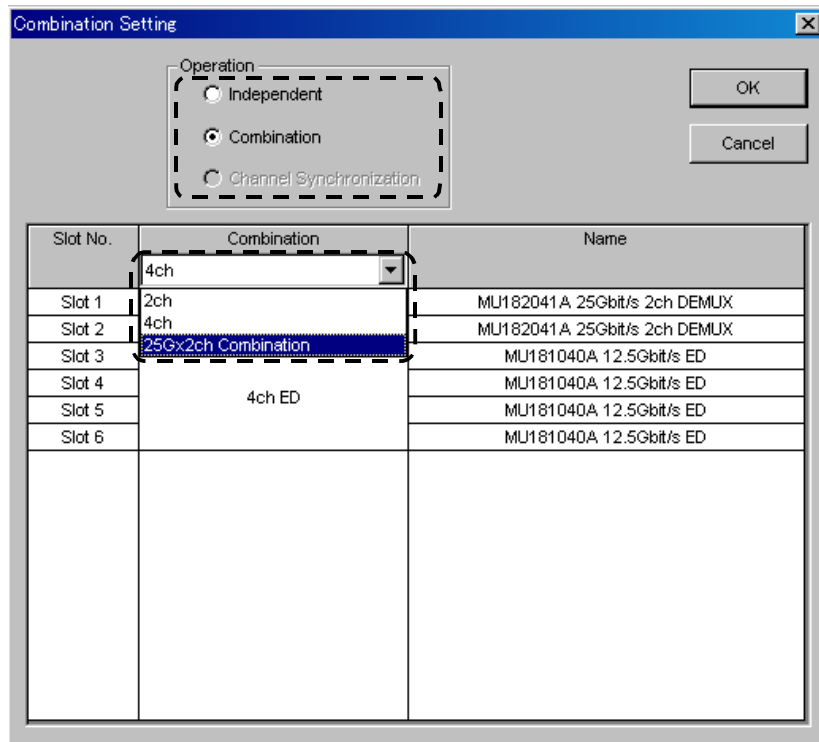 Combination Setting
Operation
Independent
Combination
Channel Synchronization
OK
Cancel
Slot No. Combination Name
4ch
2ch
4ch
25Gx2ch Combination
Slot 1 MU182041A 25Gbit/s 2ch DEMUX
Slot 2 MU182041A 25Gbit/s 2ch DEMUX
Slot 3 MU181040A 12.5Gbit/s ED
Slot 4 MU181040A 12.5Gbit/s ED
4ch ED
Slot 5 MU181040A 12.5Gbit/s ED
Slot 6 MU181040A 12.5Gbit/s ED